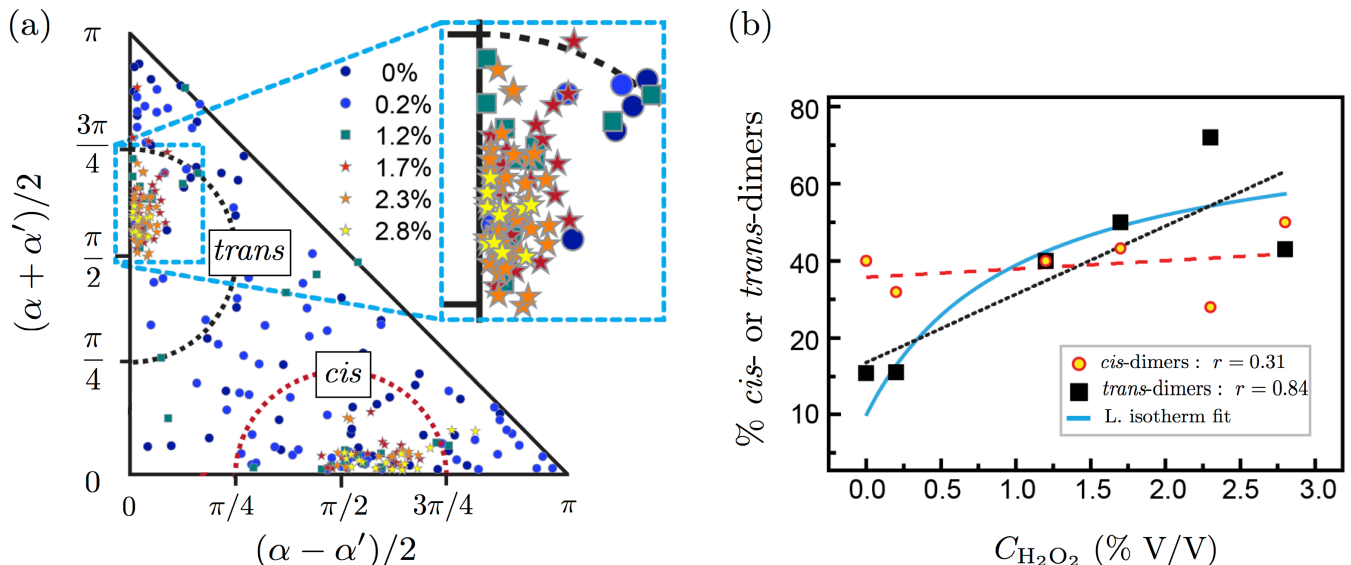 (a)
π
3π/4
π/2
π/4
0
(α + α′)/2
0%
0.2%
1.2%
1.7%
2.3%
2.8%
trans
cis
0 π/4 π/2 3π/4 π
(α − α′)/2
(b)
% cis- or trans-dimers
80
60
40
20
10
cis-dimers : r = 0.31
trans-dimers : r = 0.84
L. isotherm fit
0.0 0.5 1.0 1.5 2.0 2.5 3.0
C_H₂O₂ (% V/V)